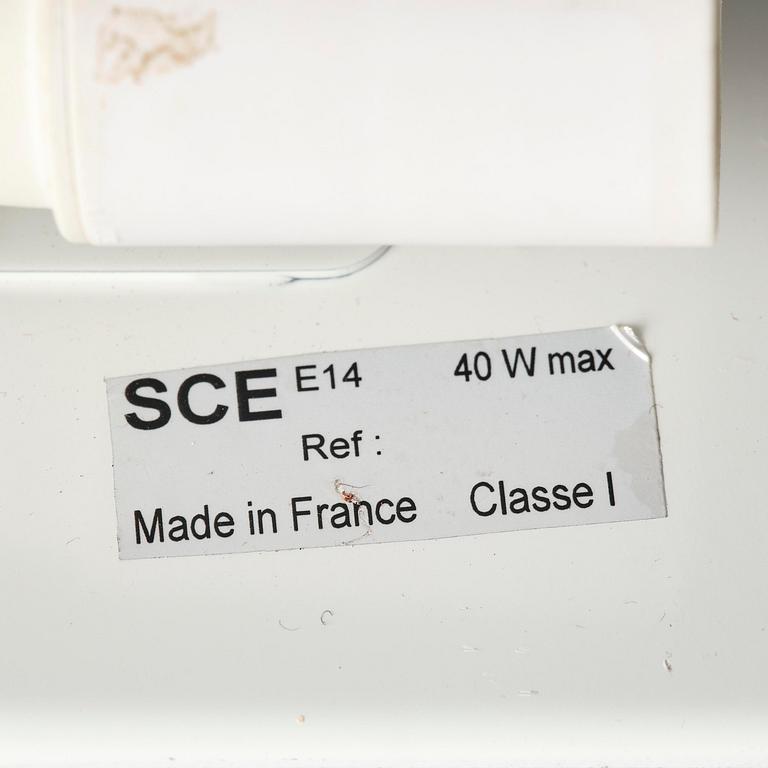 SCE E14 40 W max
Ref :
Made in France Classe I